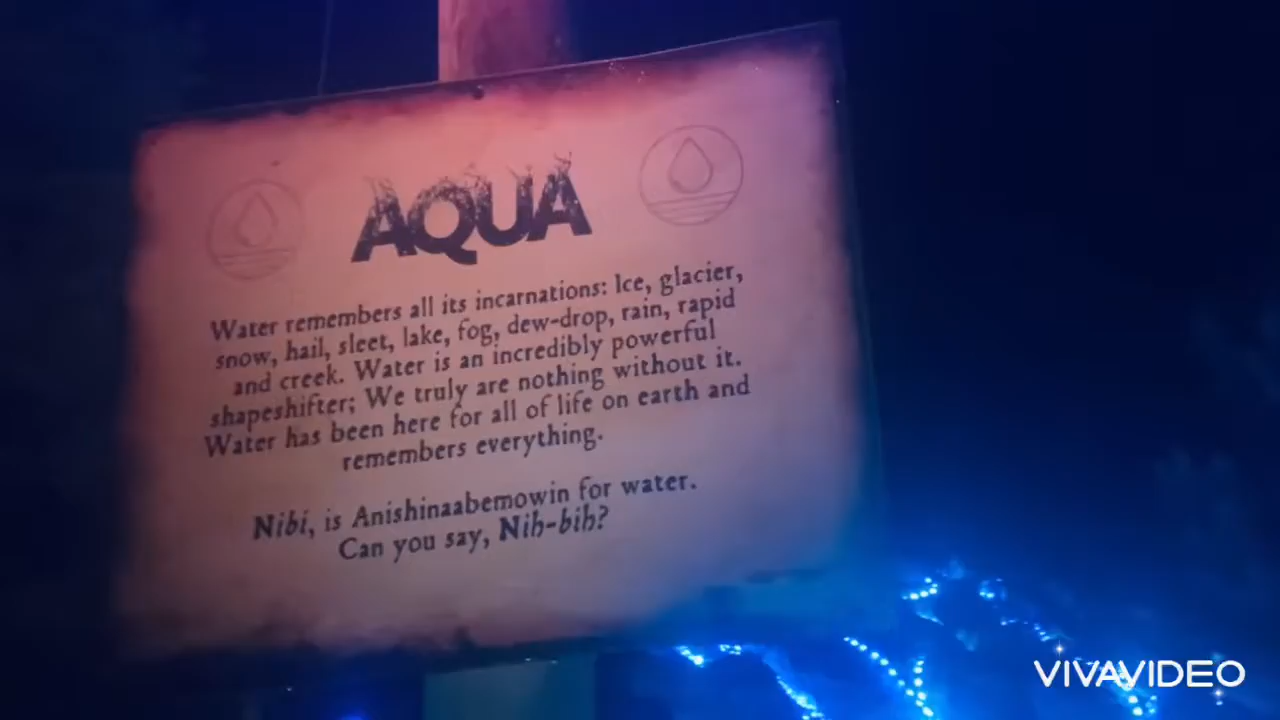 AQUA
Water remembers all its incarnations: Ice, glacier,
snow, hail, sleet, lake, fog, dew-drop, rain, rapid
and creek. Water is an incredibly powerful
shapeshifter; We truly are nothing without it.
Water has been here for all of life on earth and
remembers everything.
Nibi, is Anishinaabemowin for water.
Can you say, Nih-bih?
VIVAVIDEO